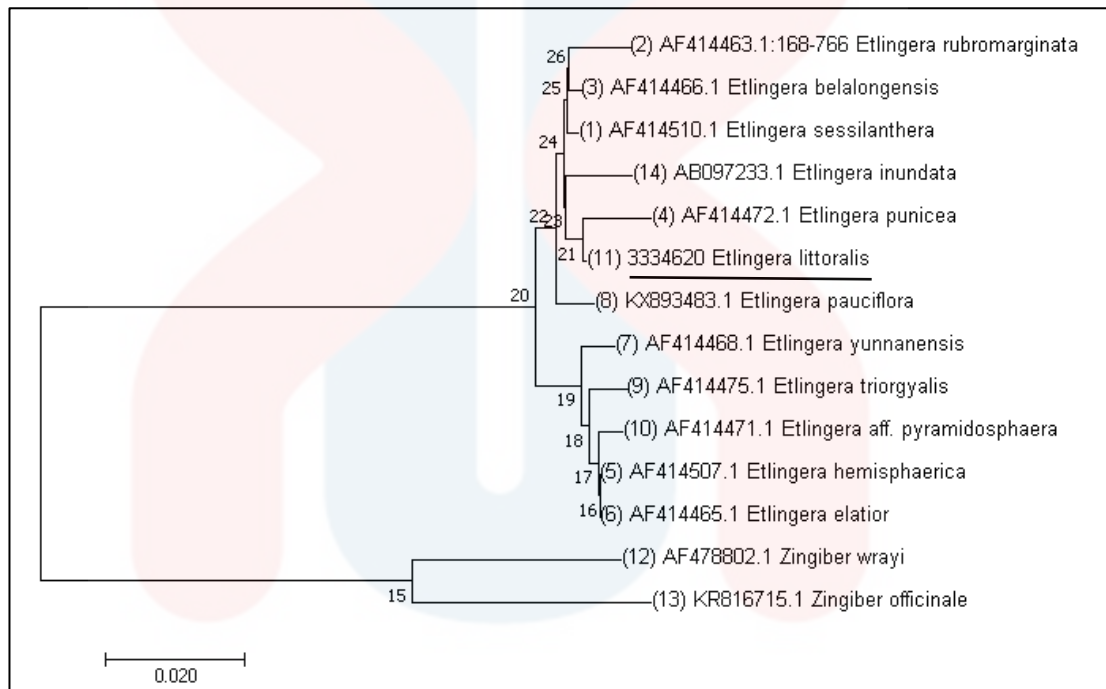 (2) AF414463.1:168-766 Etlingera rubromarginata
26
(3) AF414466.1 Etlingera belalongensis
25
(1) AF414510.1 Etlingera sessilanthera
24
(14) AB097233.1 Etlingera inundata
(4) AF414472.1 Etlingera punicea
22
23
(11) 3334620 Etlingera littoralis
21
(8) KX893483.1 Etlingera pauciflora
20
(7) AF414468.1 Etlingera yunnanensis
(9) AF414475.1 Etlingera triorgyalis
19
(10) AF414471.1 Etlingera aff. pyramidosphaera
18
(5) AF414507.1 Etlingera hemisphaerica
17
(6) AF414465.1 Etlingera elatior
16
(12) AF478802.1 Zingiber wrayi
15
(13) KR816715.1 Zingiber officinale
0.020